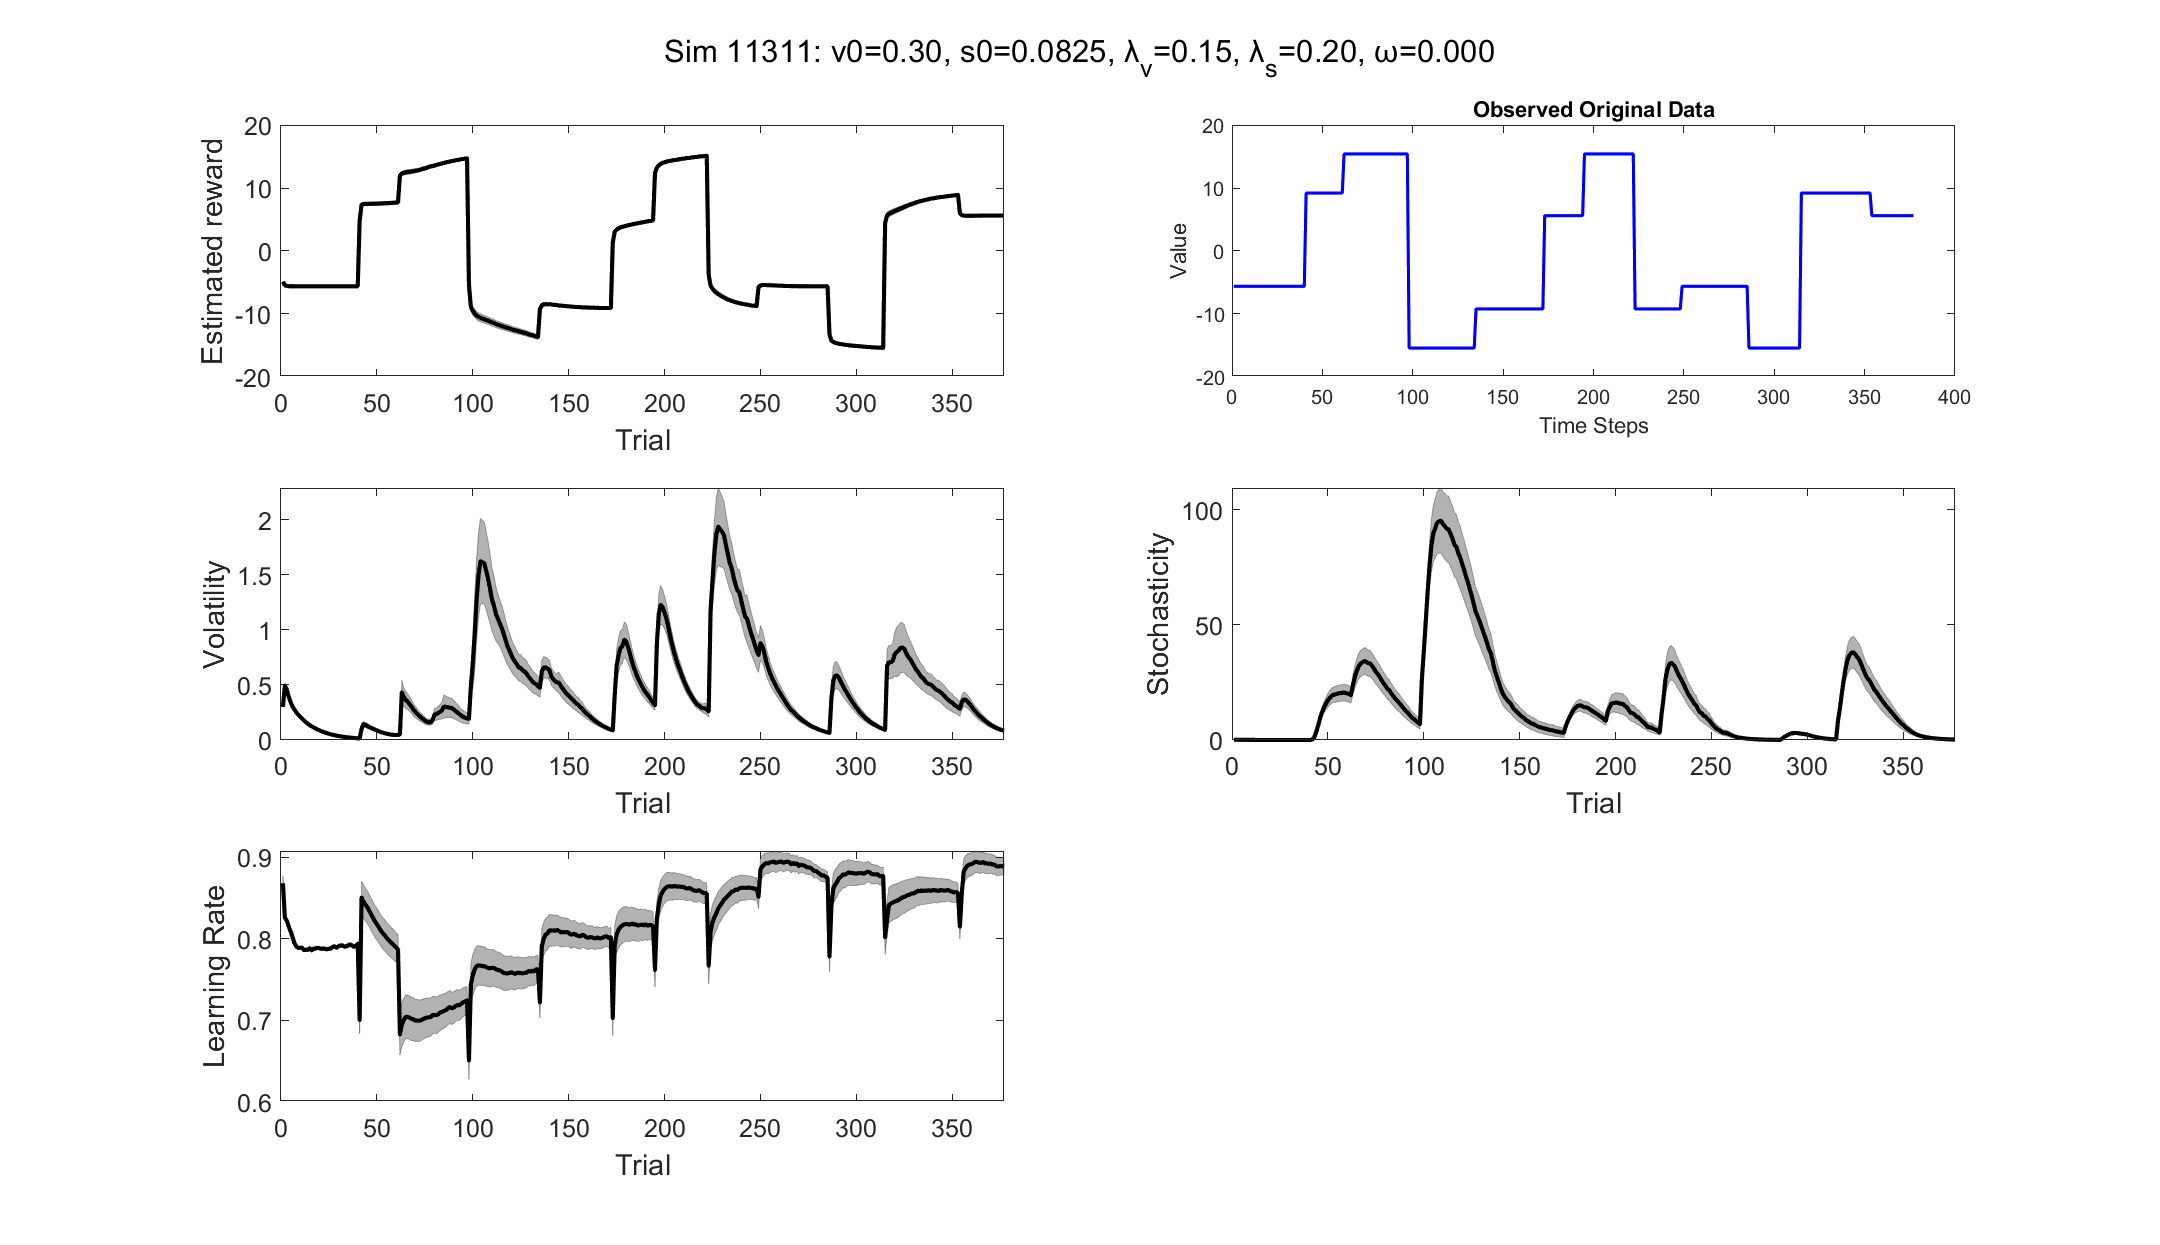 Sim 11311: v0=0.30, s0=0.0825, λv=0.15, λs=0.20, ω=0.000
Estimated reward
20
10
0
-10
-20
0 50 100 150 200 250 300 350
Trial
Observed Original Data
Value
20
10
0
-10
-20
0 50 100 150 200 250 300 350 400
Time Steps
Volatility
2
1.5
1
0.5
0
0 50 100 150 200 250 300 350
Trial
Stochasticity
100
50
0
0 50 100 150 200 250 300 350
Trial
Learning Rate
0.9
0.8
0.7
0.6
0 50 100 150 200 250 300 350
Trial